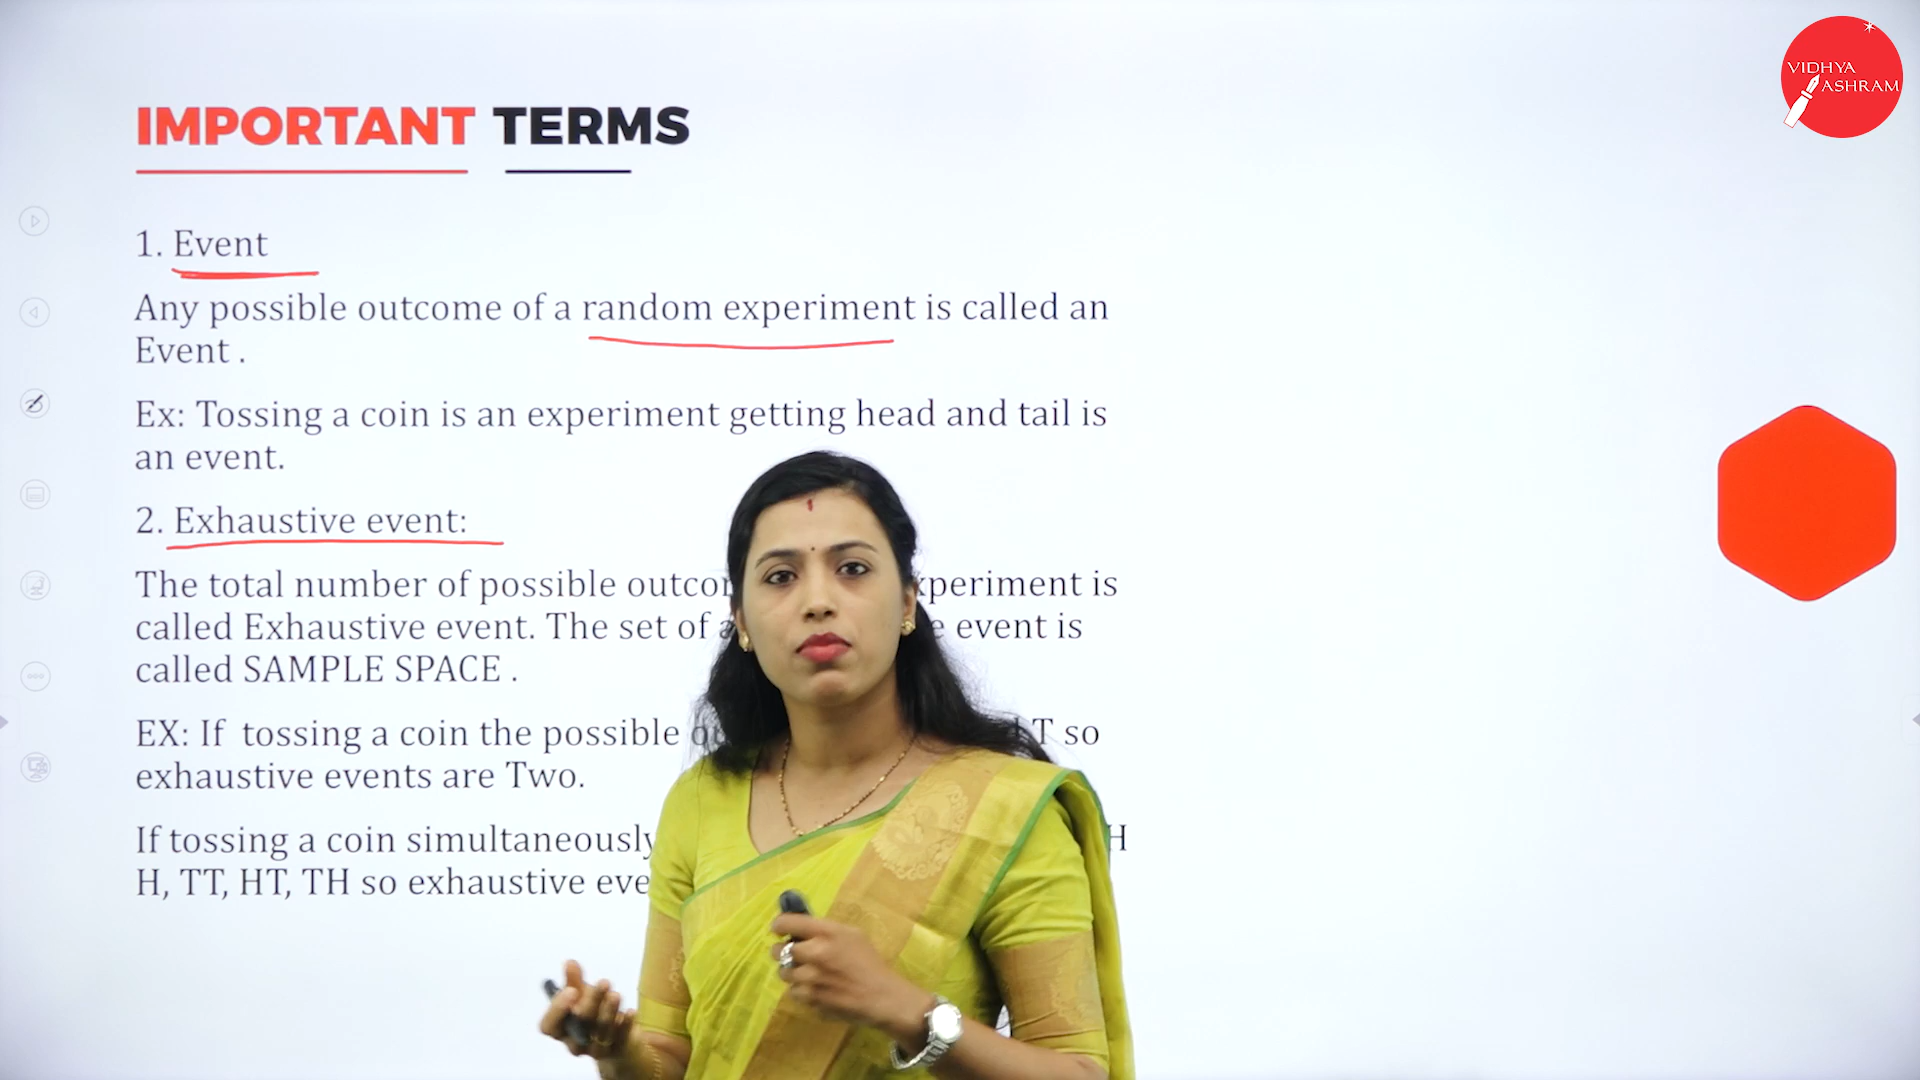 VIDHYA
ASHRAM
IMPORTANT TERMS
1. Event
Any possible outcome of a random experiment is called an
Event .
Ex: Tossing a coin is an experiment getting head and tail is
an event.
2. Exhaustive event:
The total number of possible is
called Exhaustive event. The set of event is
called SAMPLE SPACE .
EX: If tossing a coin the possible T so
exhaustive events are Two.
If tossing a coin simultaneously H
H, TT, HT, TH so exhaustive